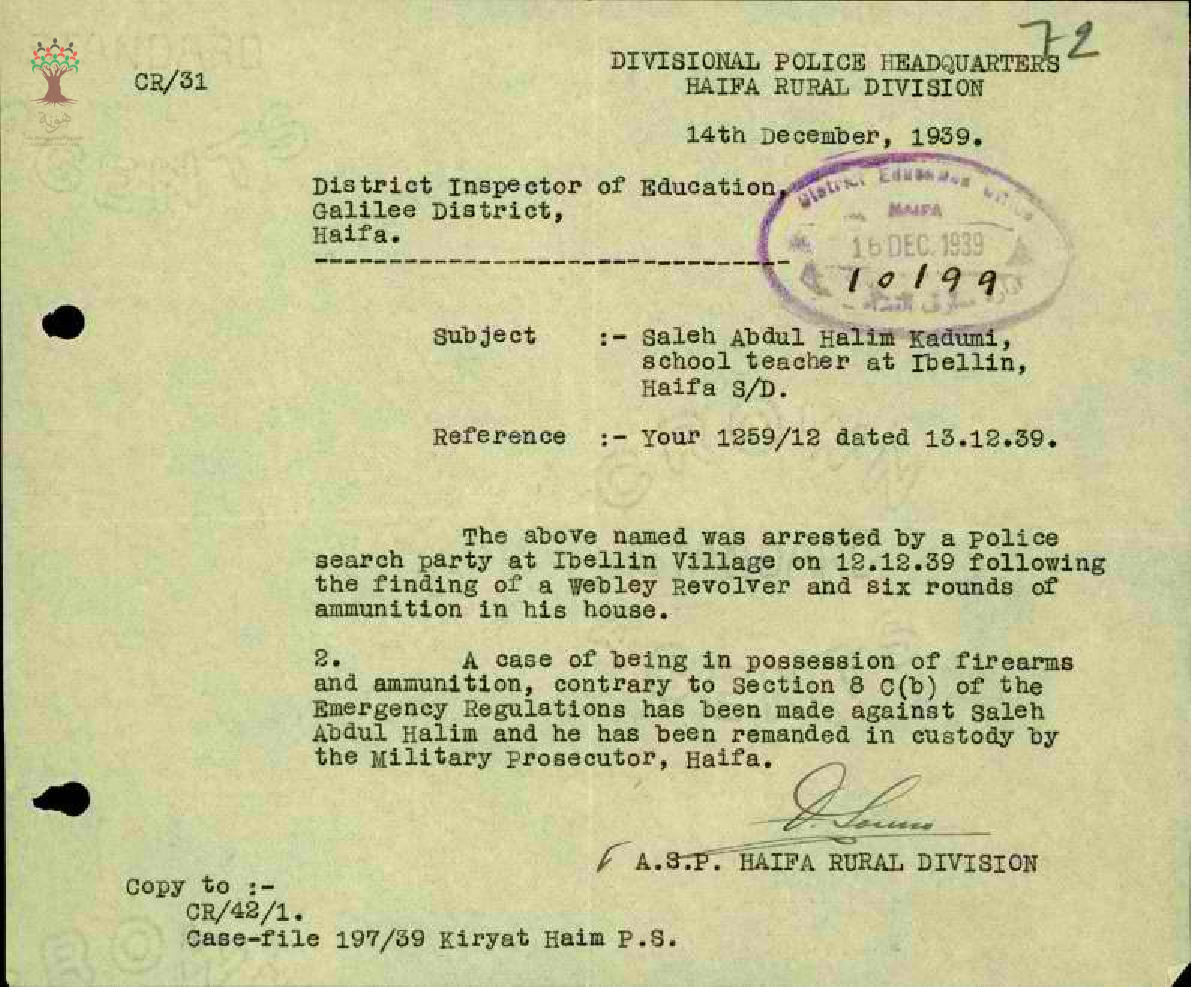 72
CR/31
DIVISIONAL POLICE HEADQUARTERS
HAIFA RURAL DIVISION
14th December, 1939.
District Inspector of Education,
Galilee District,
Haifa.
District Education Office
HAIFA
16 DEC. 1939
10199
Subject :- Saleh Abdul Halim Kadumi,
school teacher at Ibellin,
Haifa S/D.
Reference :- Your 1259/12 dated 13.12.39.
The above named was arrested by a Police
search party at Ibellin Village on 12.12.39 following
the finding of a Webley Revolver and six rounds of
ammunition in his house.
2. A case of being in possession of firearms
and ammunition, contrary to Section 8 C(b) of the
Emergency Regulations has been made against Saleh
Abdul Halim and he has been remanded in custody by
the Military Prosecutor, Haifa.
A.S.P. HAIFA RURAL DIVISION
Copy to :-
CR/42/1.
Case-file 197/39 Kiryat Haim P.S.